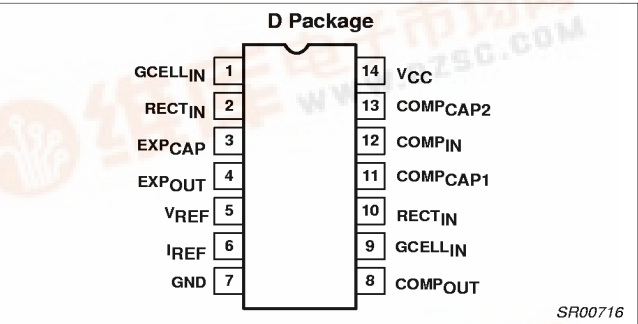 D Package
GCELLIN 1
RECTIN 2
EXPCAP 3
EXPOUT 4
VREF 5
IREF 6
GND 7
14 VCC
13 COMPCAP2
12 COMPIN
11 COMPCAP1
10 RECTIN
9 GCELLIN
8 COMPOUT
SR00716